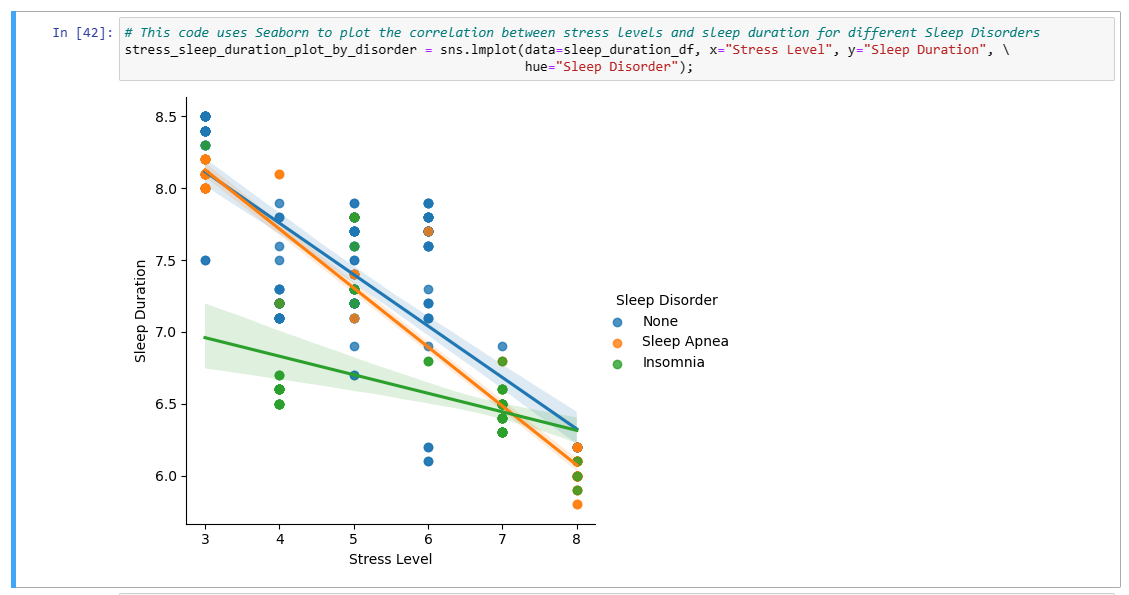 In [42]:
# This code uses Seaborn to plot the correlation between stress levels and sleep duration for different Sleep Disorders
stress_sleep_duration_plot_by_disorder = sns.lmplot(data=sleep_duration_df, x="Stress Level", y="Sleep Duration", \
hue="Sleep Disorder");
8.5
8.0
7.5
7.0
6.5
6.0
Sleep Duration
3 4 5 6 7 8
Stress Level
Sleep Disorder
None
Sleep Apnea
Insomnia